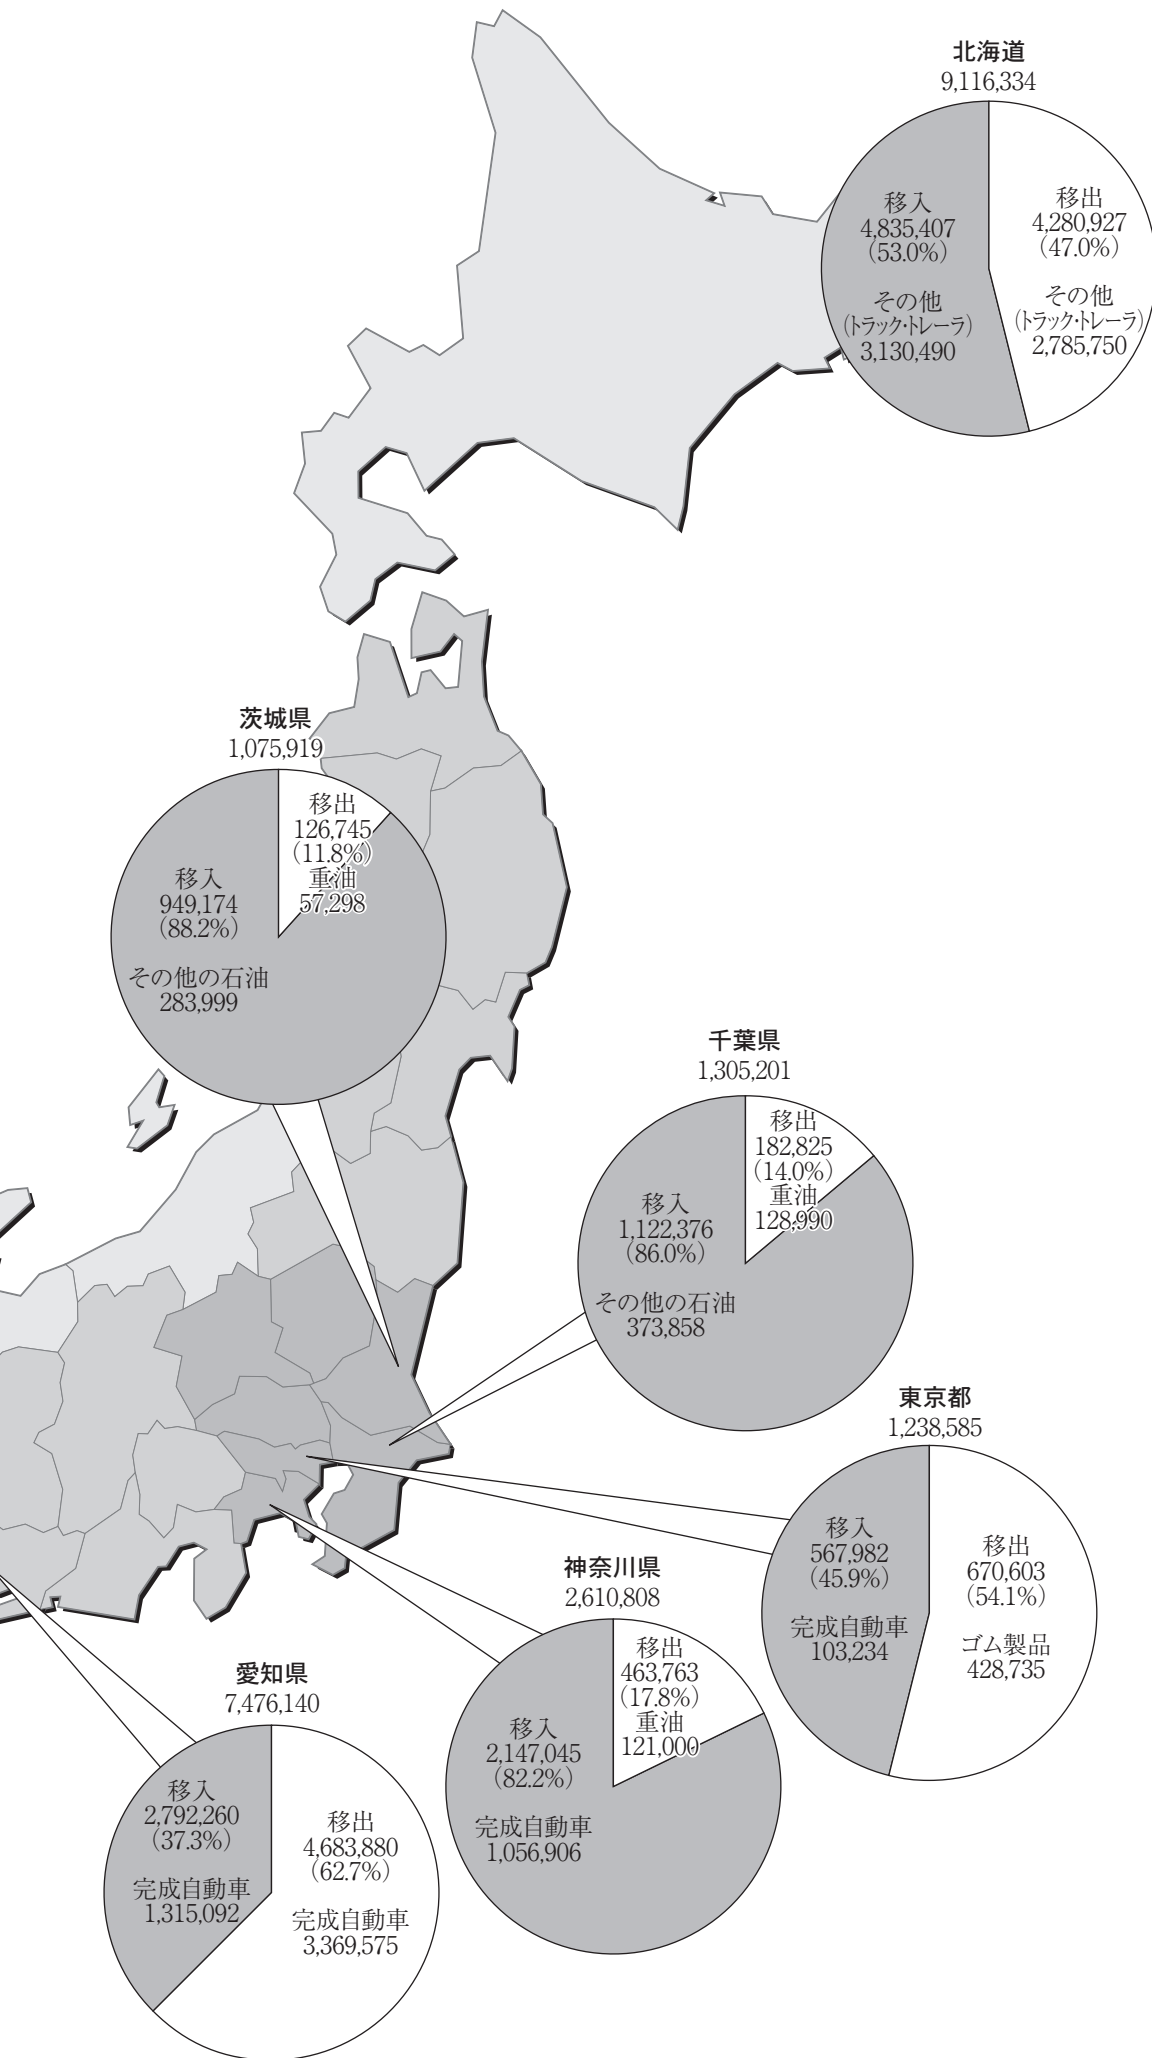 北海道
9,116,334
移入
4,835,407
(53.0%)
その他
(トラック・トレーラ)
3,130,490
移出
4,280,927
(47.0%)
その他
(トラック・トレーラ)
2,785,750
茨城県
1,075,919
移出
126,745
(11.8%)
重油
57,298
移入
949,174
(88.2%)
その他の石油
283,999
千葉県
1,305,201
移出
182,825
(14.0%)
重油
128,990
移入
1,122,376
(86.0%)
その他の石油
373,858
東京都
1,238,585
移入
567,982
(45.9%)
完成自動車
103,234
移出
670,603
(54.1%)
ゴム製品
428,735
神奈川県
2,610,808
移出
463,763
(17.8%)
重油
121,000
移入
2,147,045
(82.2%)
完成自動車
1,056,906
愛知県
7,476,140
移入
2,792,260
(37.3%)
完成自動車
1,315,092
移出
4,683,880
(62.7%)
完成自動車
3,369,575